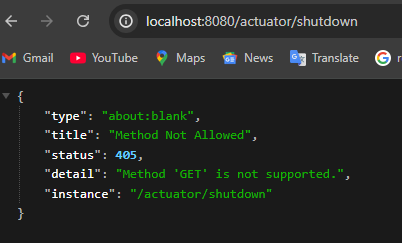 localhost:8080/actuator/shutdown
Gmail YouTube Maps News Translate r
{
"type": "about:blank",
"title": "Method Not Allowed",
"status": 405,
"detail": "Method 'GET' is not supported.",
"instance": "/actuator/shutdown"
}